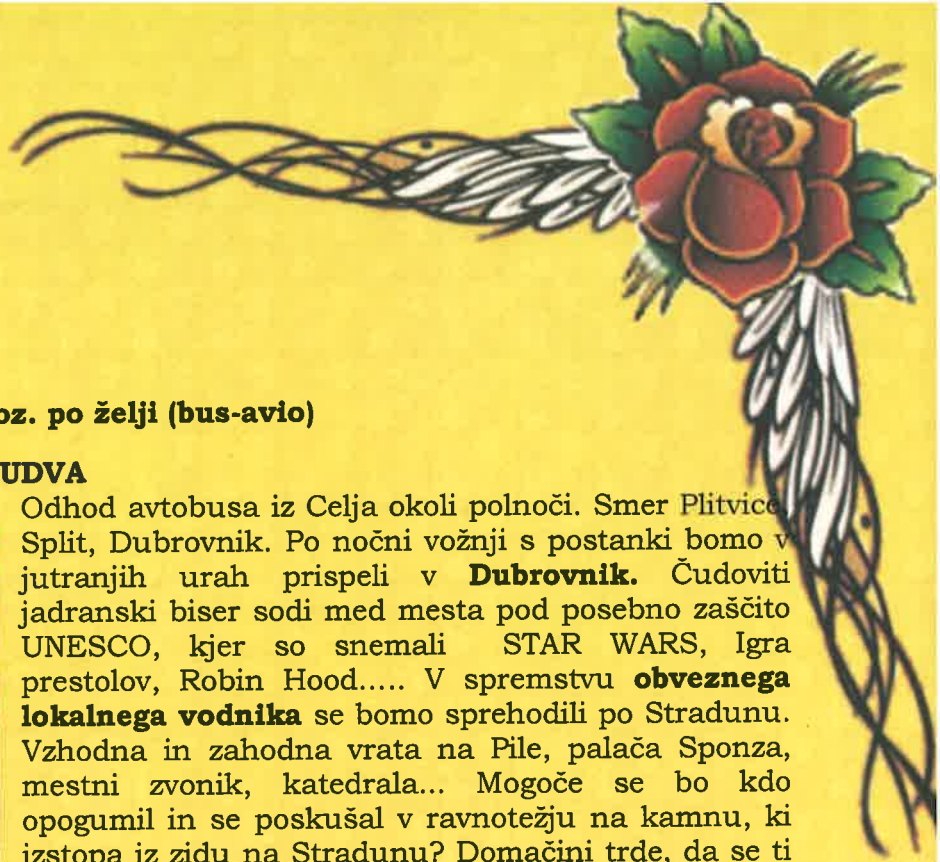 oz. po želji (bus-avio)
UDVA
Odhod avtobusa iz Celja okoli polnoči. Smer Plitvice,
Split, Dubrovnik. Po nočni vožnji s postanki bomo v
jutranjih urah prispeli v Dubrovnik. Čudoviti
jadranski biser sodi med mesta pod posebno zaščito
UNESCO, kjer so snemali STAR WARS, Igra
prestolov, Robin Hood..... V spremstvu obveznega
lokalnega vodnika se bomo sprehodili po Stradunu.
Vzhodna in zahodna vrata na Pile, palača Sponza,
mestni zvonik, katedrala... Mogoče se bo kdo
opogumil in se poskušal v ravnotežju na kamnu, ki
izstopa iz zidu na Stradunu? Domačini trde, da se ti